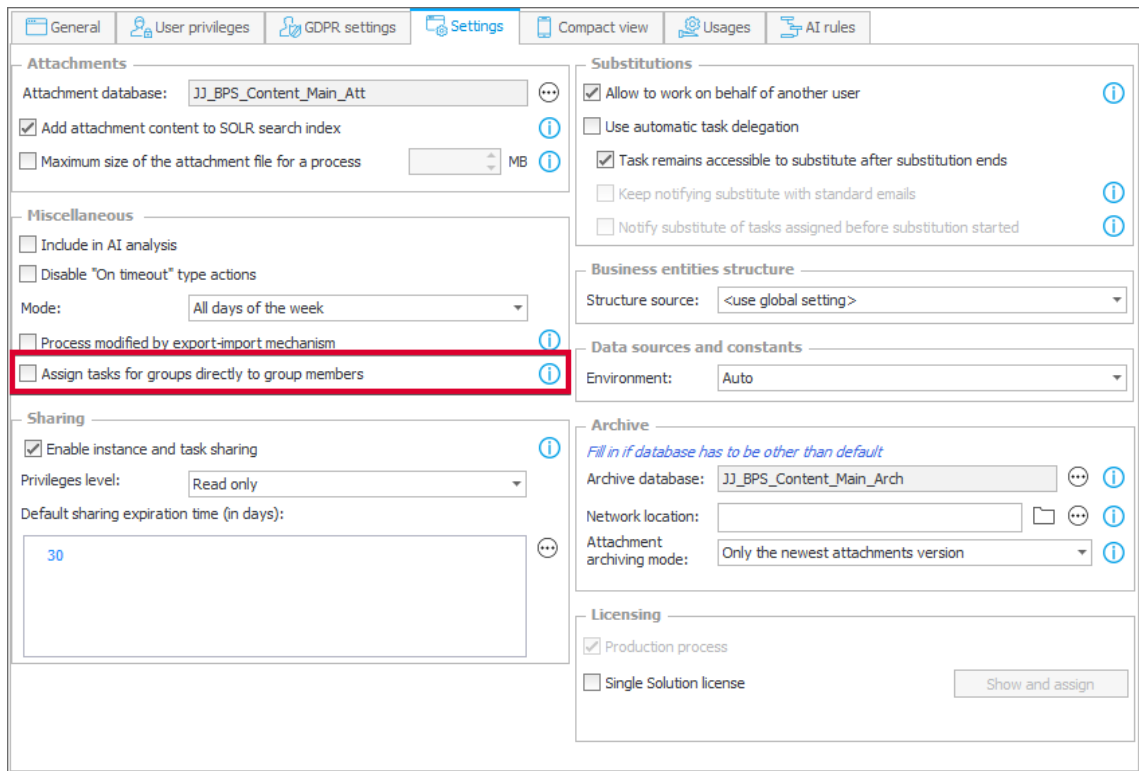 General User privileges GDPR settings Settings Compact view Usages AI rules
Attachments
Attachment database: JJ_BPS_Content_Main_Att
Add attachment content to SOLR search index
Maximum size of the attachment file for a process MB
Miscellaneous
Include in AI analysis
Disable "On timeout" type actions
Mode: All days of the week
Process modified by export-import mechanism
Assign tasks for groups directly to group members
Sharing
Enable instance and task sharing
Privileges level: Read only
Default sharing expiration time (in days):
30
Substitutions
Allow to work on behalf of another user
Use automatic task delegation
Task remains accessible to substitute after substitution ends
Keep notifying substitute with standard emails
Notify substitute of tasks assigned before substitution started
Business entities structure
Structure source: <use global setting>
Data sources and constants
Environment: Auto
Archive
Fill in if database has to be other than default
Archive database: JJ_BPS_Content_Main_Arch
Network location:
Attachment
archiving mode: Only the newest attachments version
Licensing
Production process
Single Solution license Show and assign